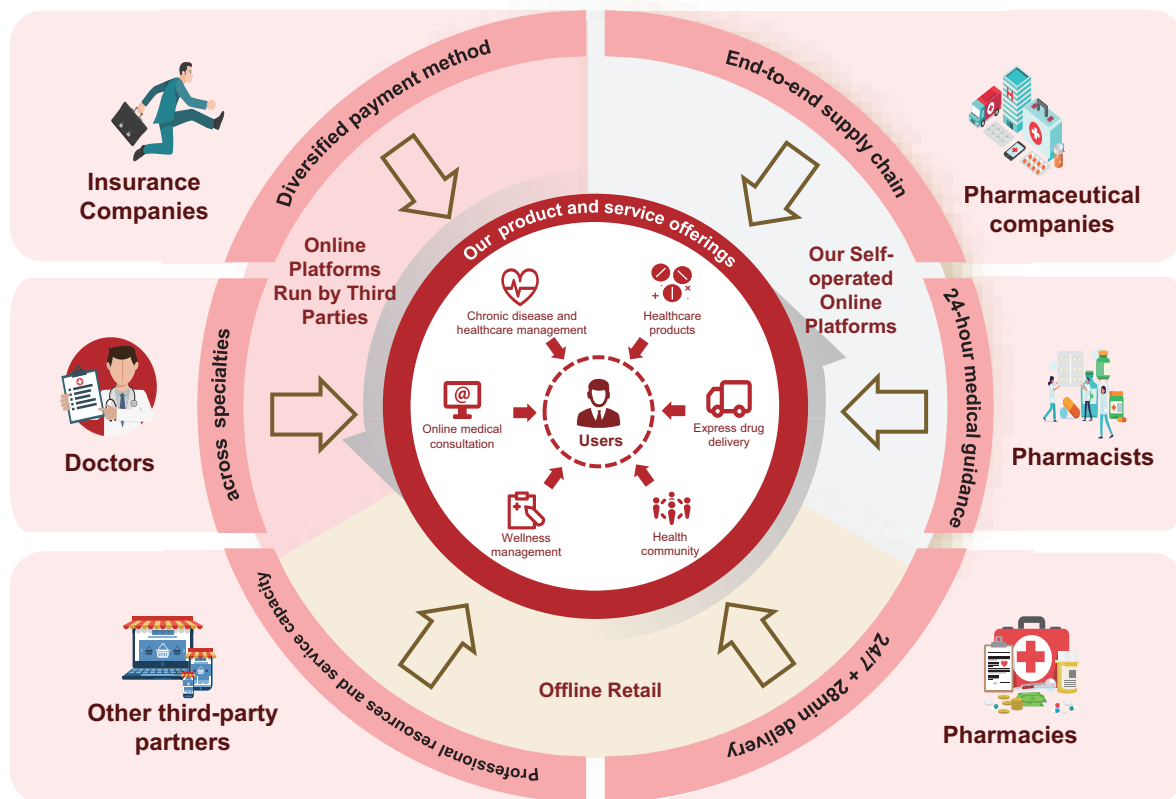 Diversified payment method
End-to-end supply chain
Insurance
Companies
Pharmaceutical
companies
Our product and service offerings
Online
Platforms
Run by Third
Parties
Our Self-
operated
Online
Platforms
Chronic disease and
healthcare management
Healthcare
products
across specialties
24-hour medical guidance
Doctors
Pharmacists
@
Online medical
consultation
Users
Express drug
delivery
Wellness
management
Health
community
Professional resources and service capacity
24/7 + 28min delivery
Offline Retail
Other third-party
partners
Pharmacies
H